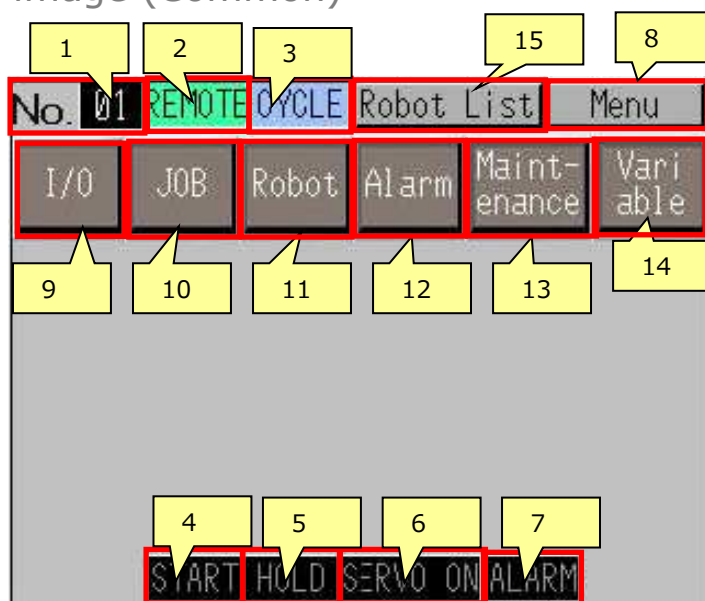 image (Common)
1 2 3 15 8
No. 01 REMOTE CYCLE Robot List Menu
I/O JOB Robot Alarm Maint-
enance Vari
able
9 10 11 12 13 14
4 5 6 7
START HOLD SERVO ON ALARM